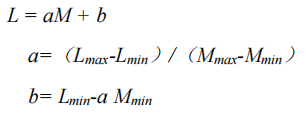 L = aM + b
a=（Lmax-Lmin）/（Mmax-Mmin）
b= Lmin-a Mmin